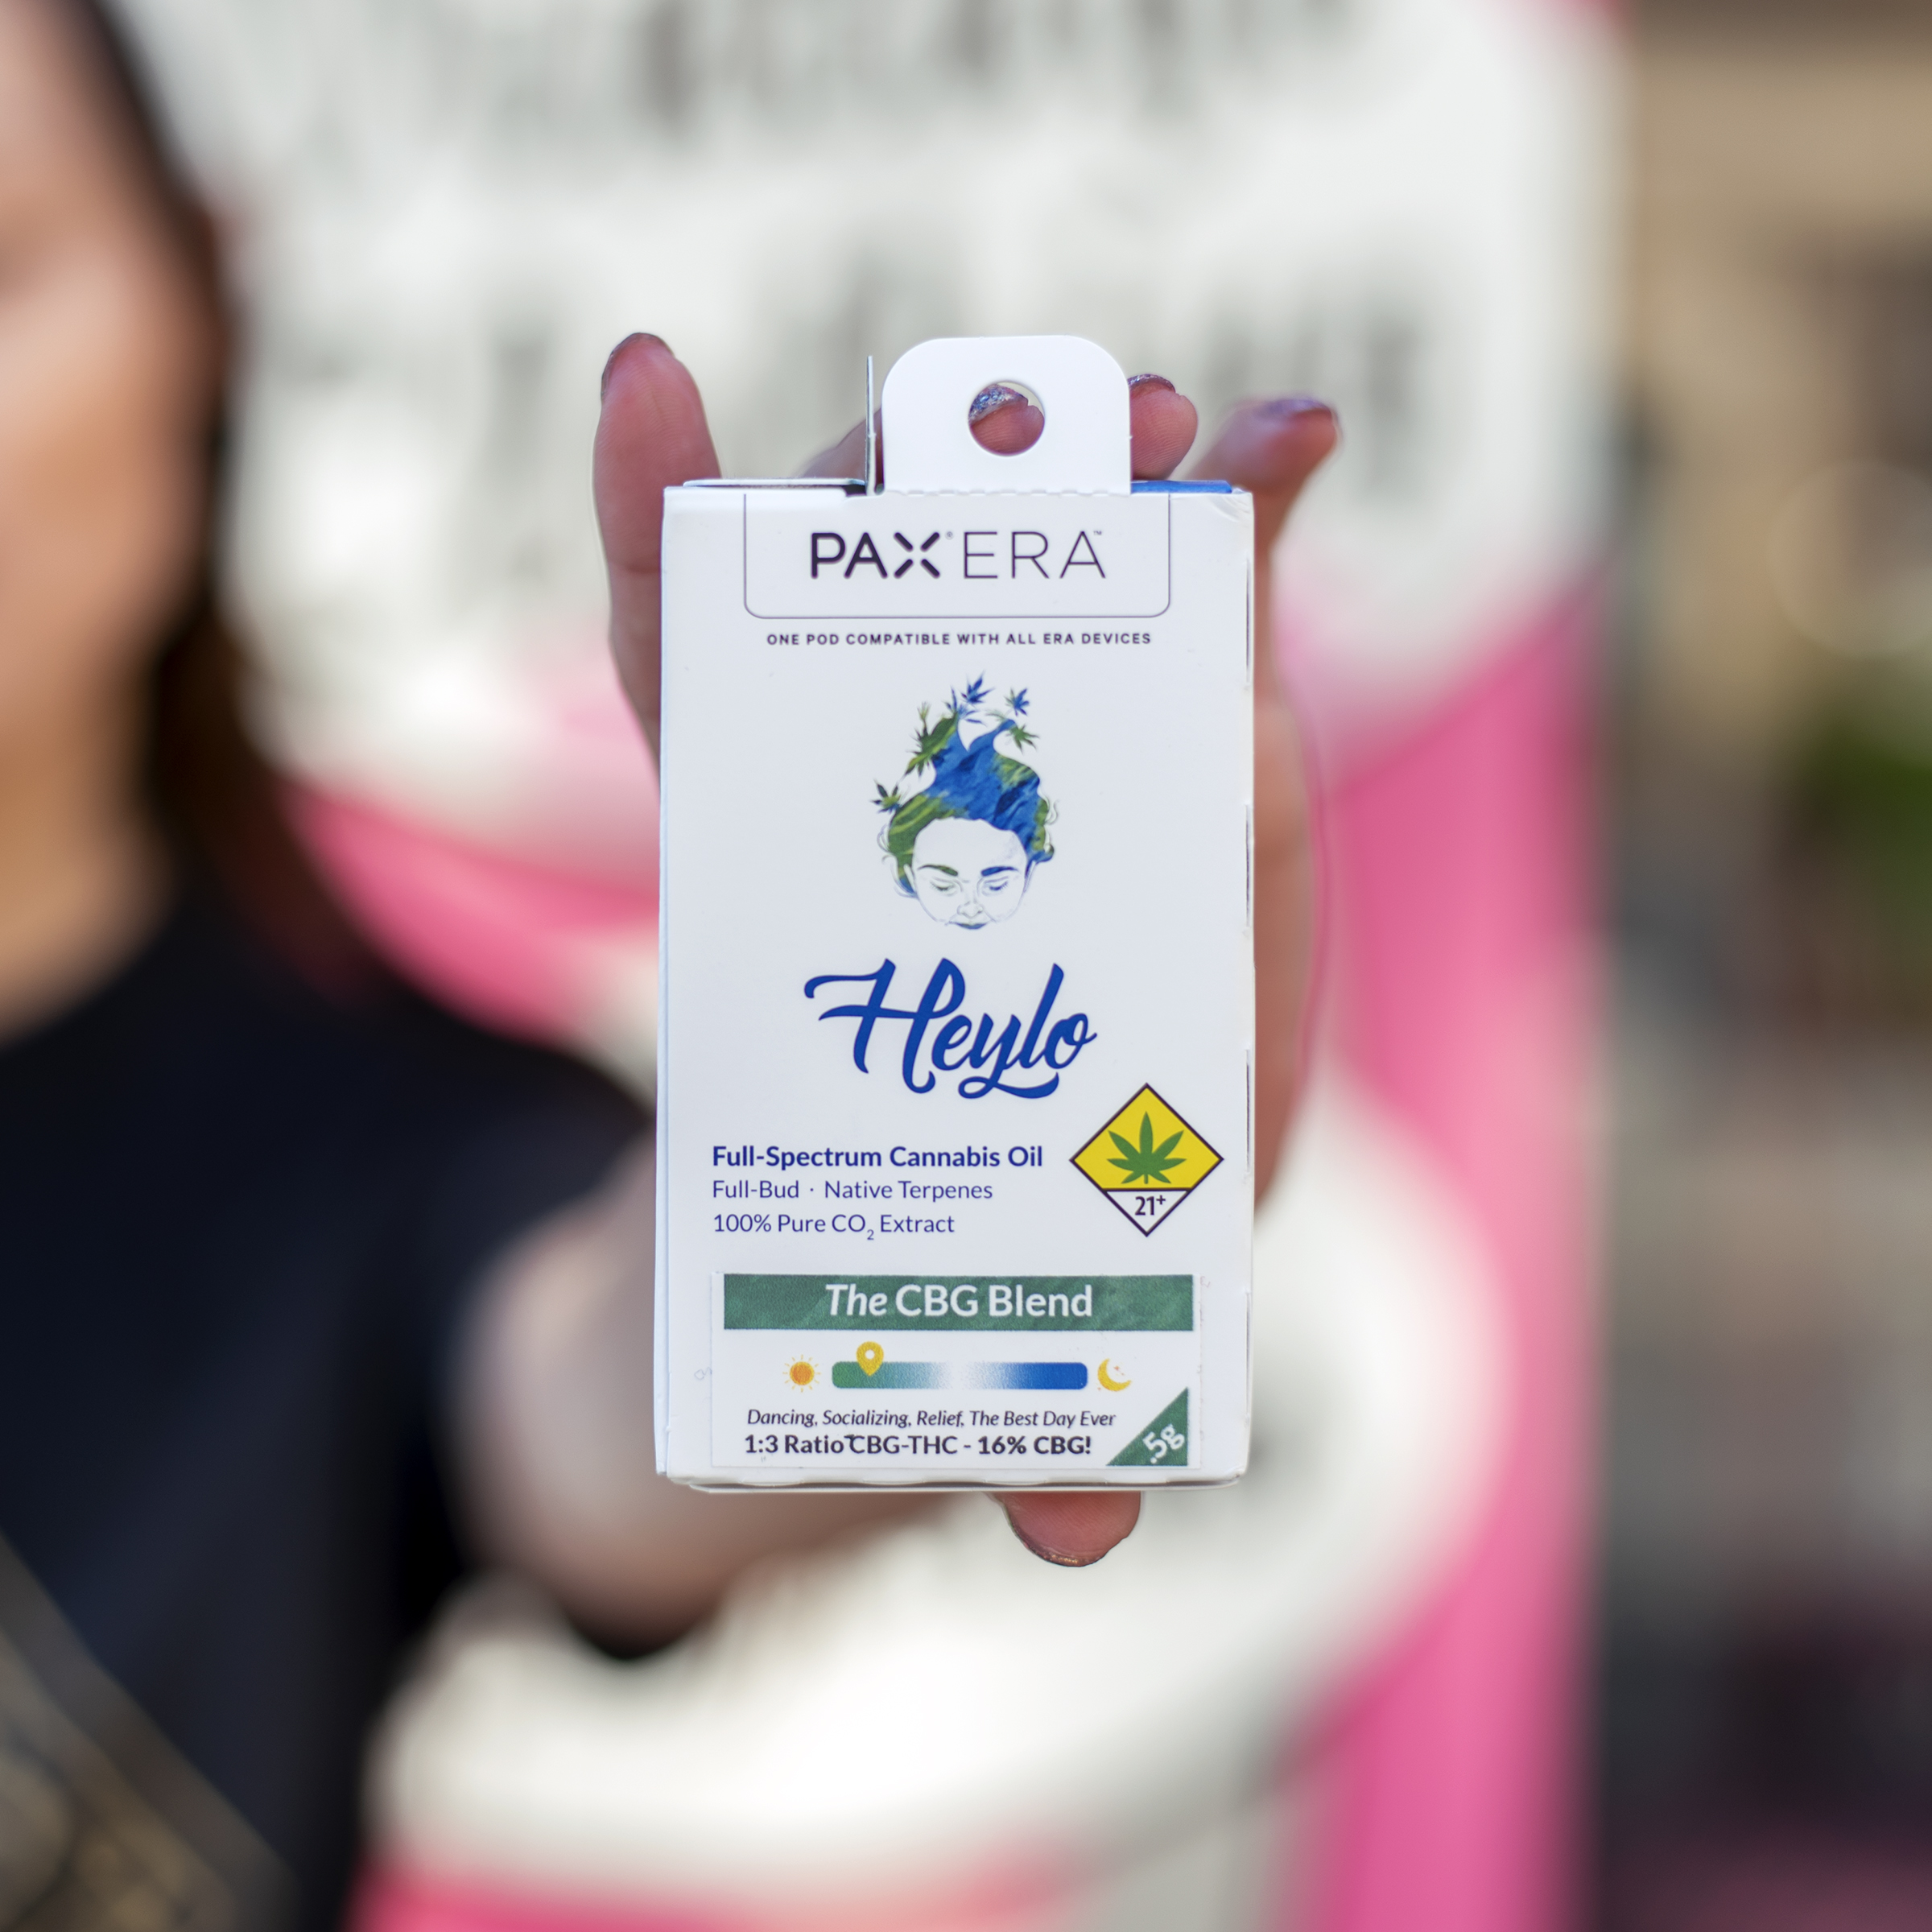 PAX® ERA™
ONE POD COMPATIBLE WITH ALL ERA DEVICES
Heylo
Full-Spectrum Cannabis Oil
Full-Bud · Native Terpenes
100% Pure CO₂ Extract
21+
The CBG Blend
Dancing, Socializing, Relief, The Best Day Ever
1:3 Ratio CBG-THC - 16% CBG!
.5g